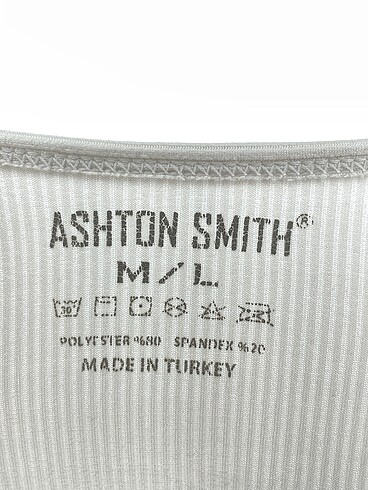 ASHTON SMITH®
M/L
30°
POLYESTER %80 SPANDEX %20
MADE IN TURKEY